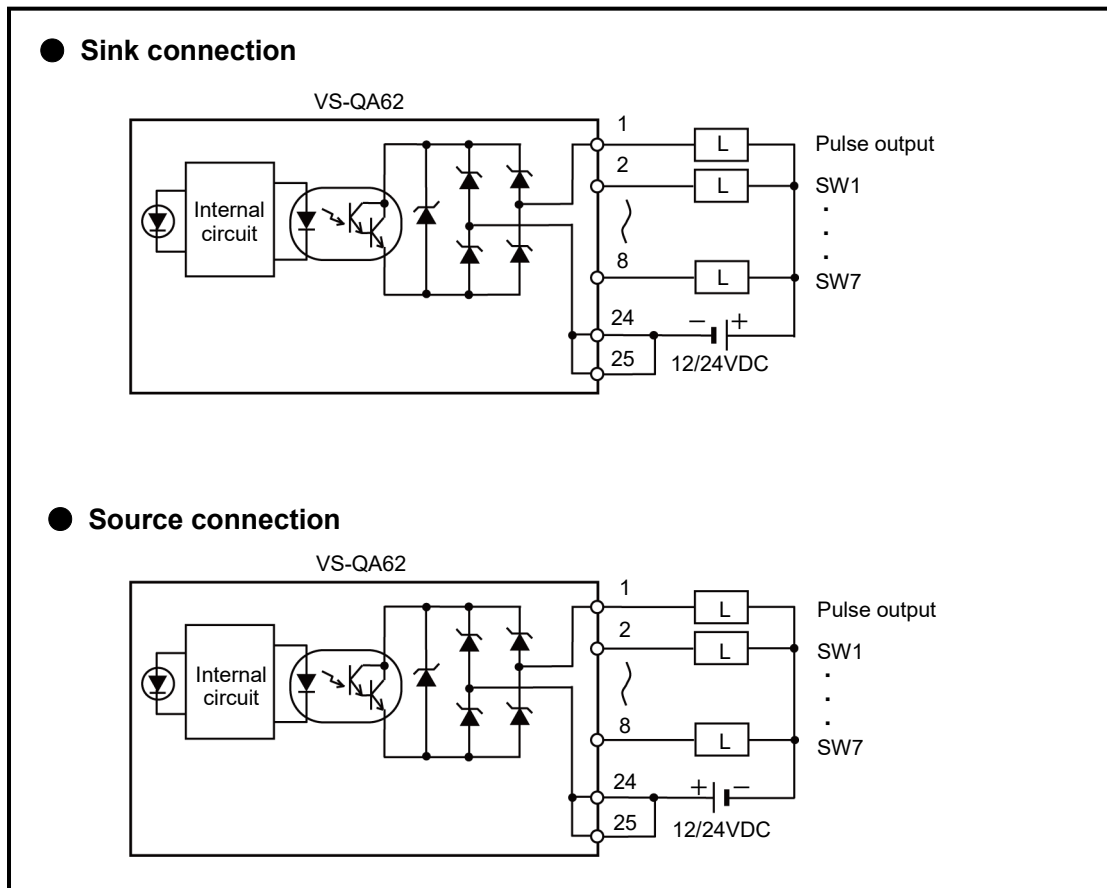 ● Sink connection
VS-QA62
Internal
circuit
1
L
Pulse output
2
L
SW1
8
L
SW7
24
− +
25
12/24VDC
● Source connection
VS-QA62
Internal
circuit
1
L
Pulse output
2
L
SW1
8
L
SW7
24
+ −
25
12/24VDC